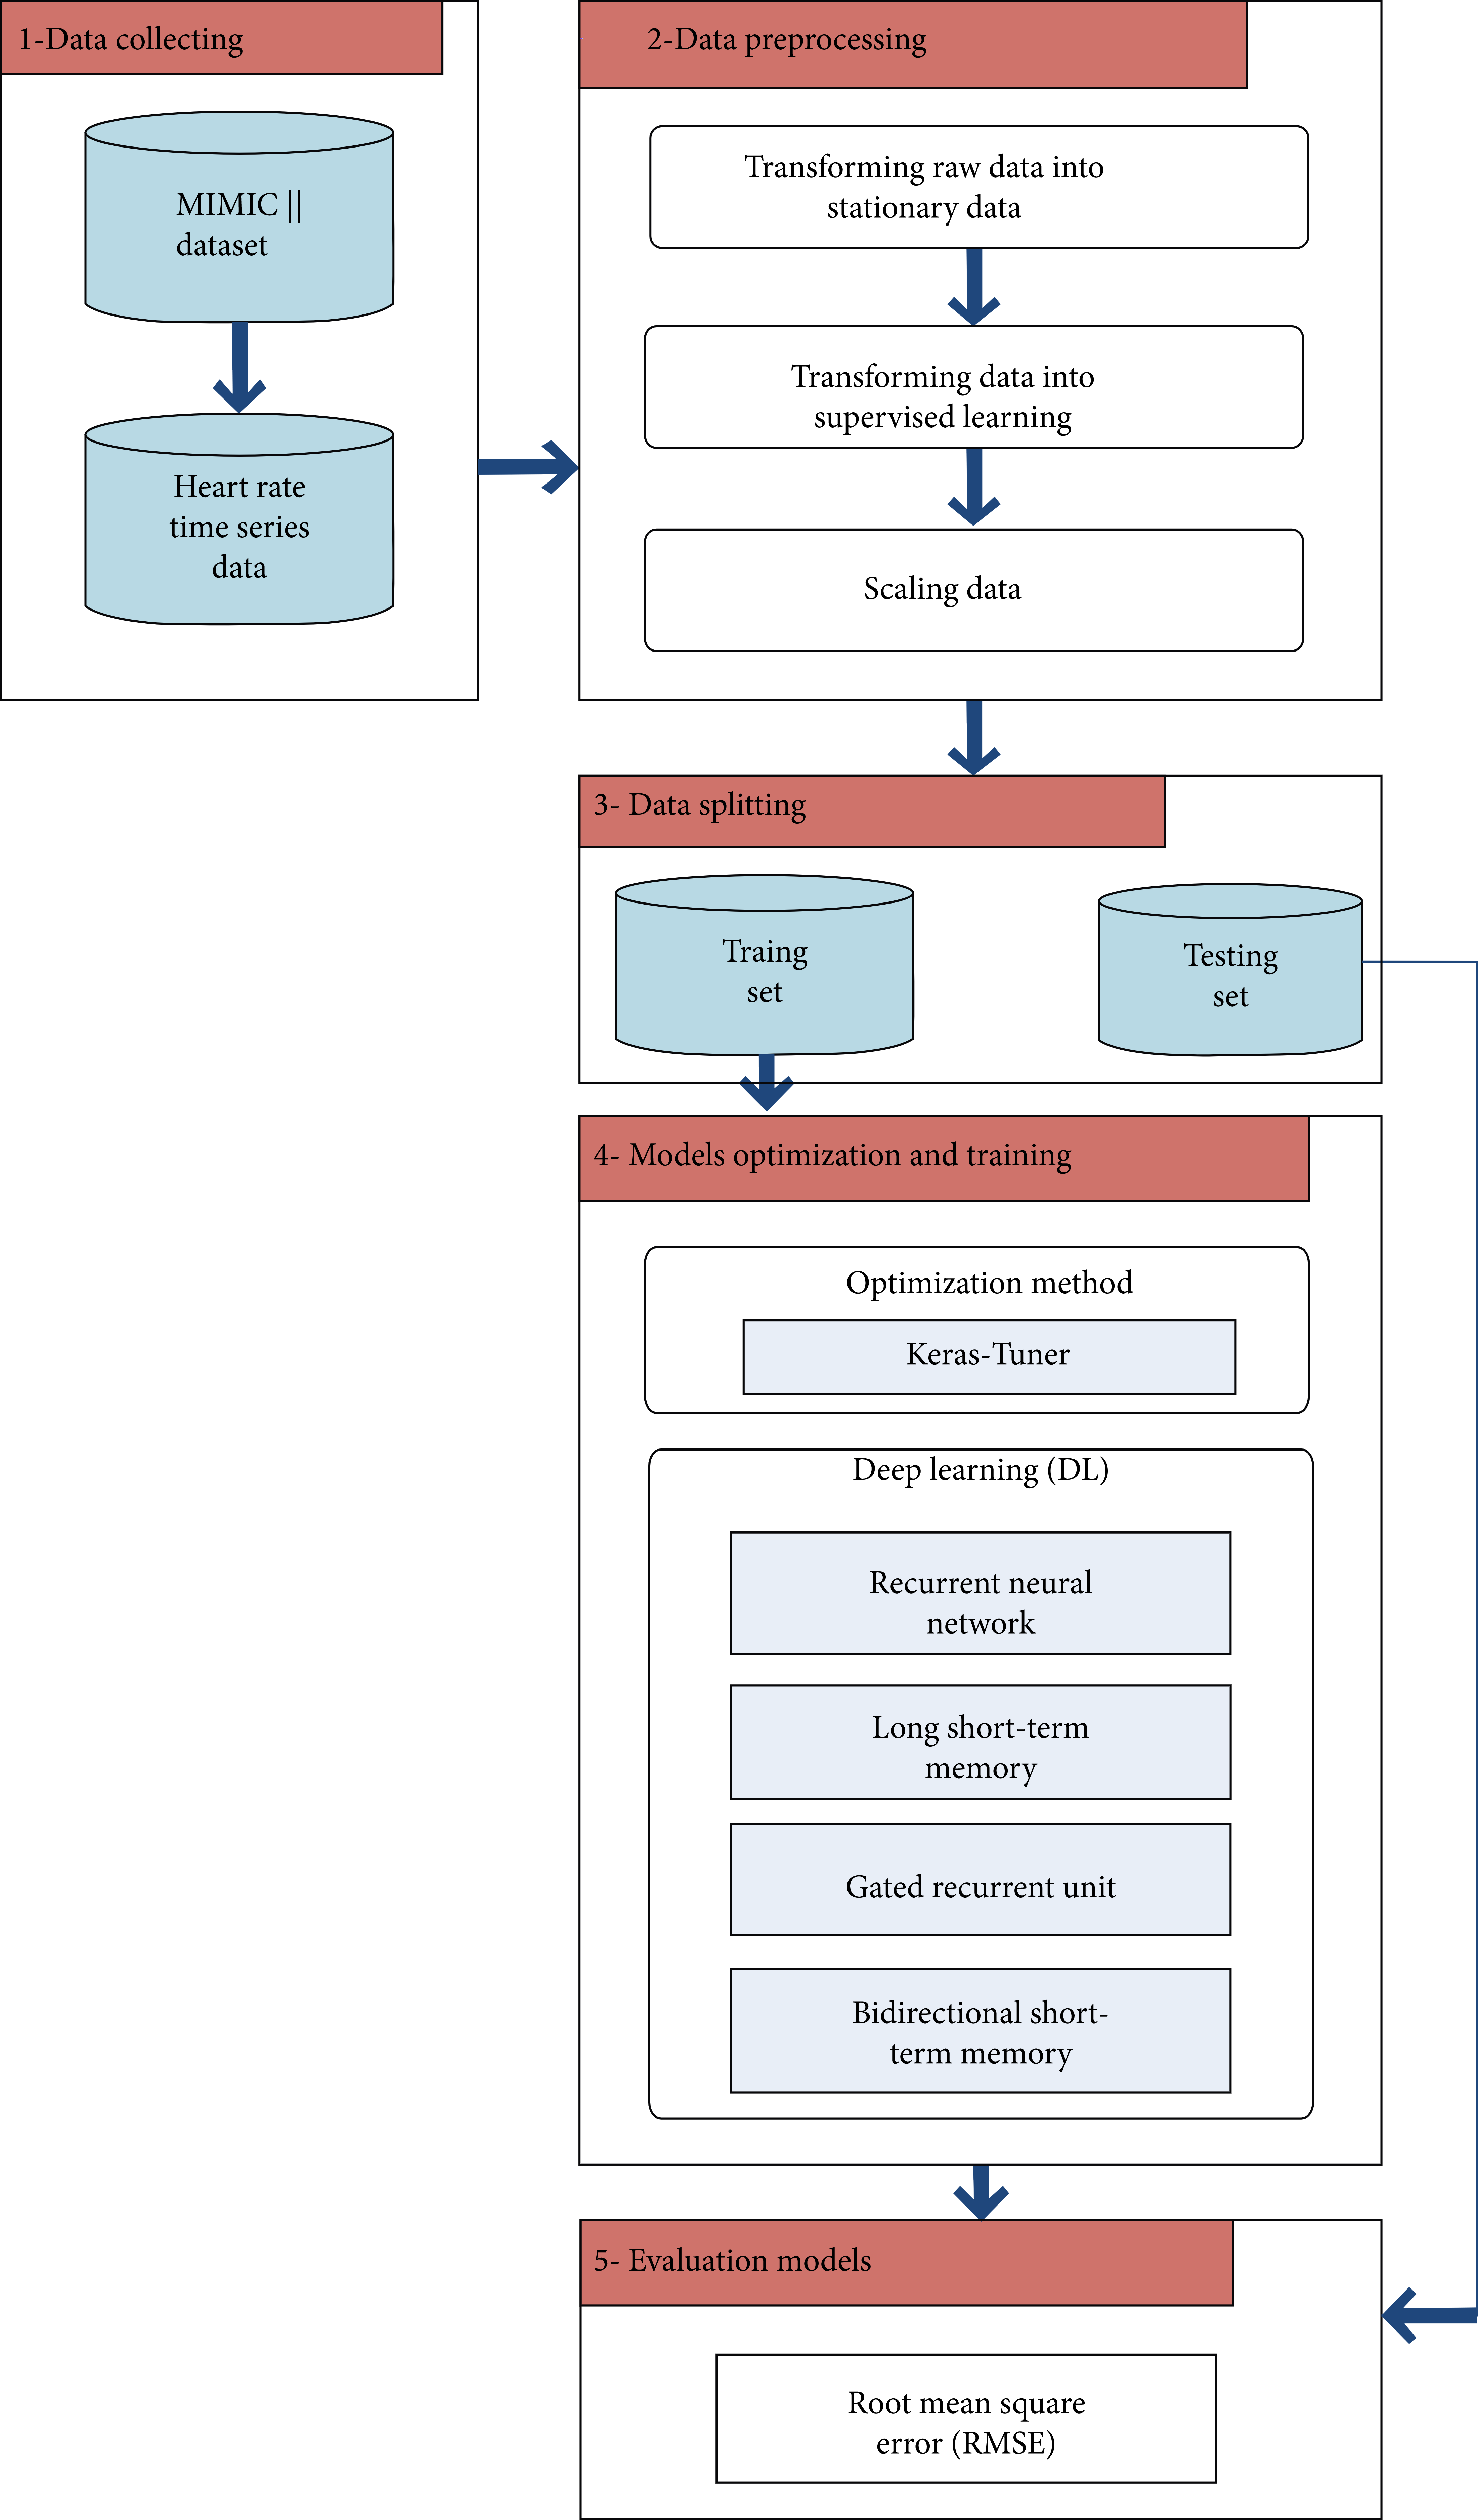 1-Data collecting
MIMIC ||
dataset
Heart rate
time series
data
2-Data preprocessing
Transforming raw data into
stationary data
Transforming data into
supervised learning
Scaling data
3- Data splitting
Traing
set
Testing
set
4- Models optimization and training
Optimization method
Keras-Tuner
Deep learning (DL)
Recurrent neural
network
Long short-term
memory
Gated recurrent unit
Bidirectional short-
term memory
5- Evaluation models
Root mean square
error (RMSE)